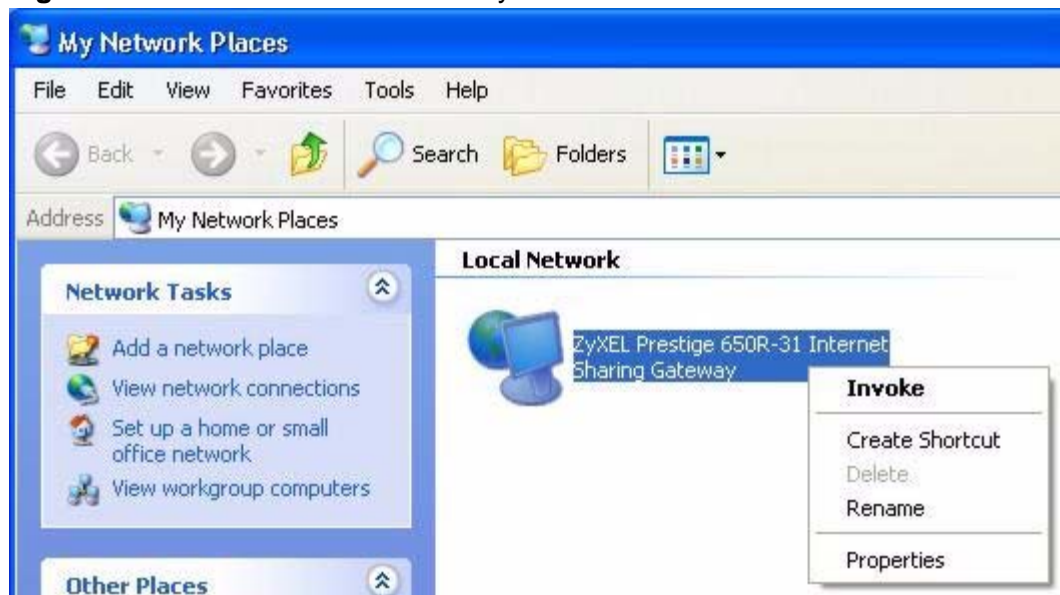 My Network Places
File Edit View Favorites Tools Help
Back Search Folders
Address My Network Places
Network Tasks
Add a network place
View network connections
Set up a home or small
office network
View workgroup computers
Other Places
Local Network
ZyXEL Prestige 650R-31 Internet
Sharing Gateway
Invoke
Create Shortcut
Delete
Rename
Properties